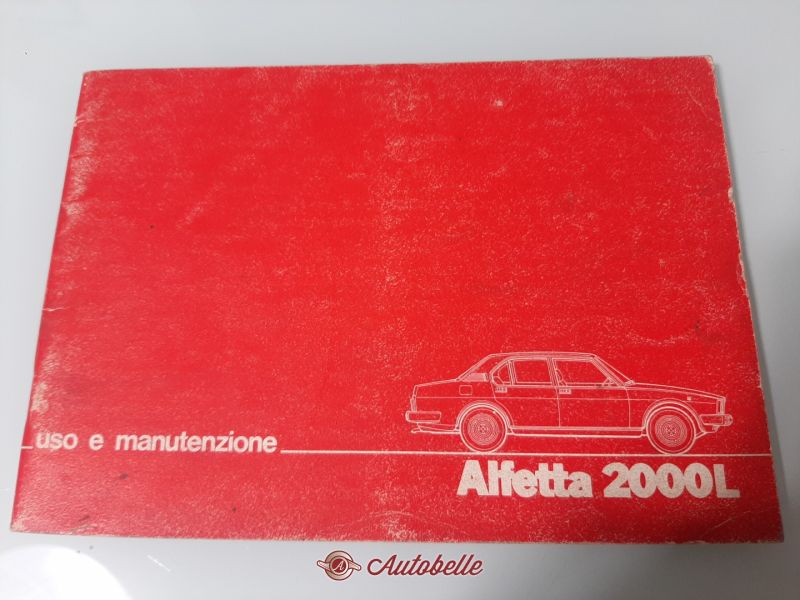 uso e manutenzione
Alfetta 2000L
A Autobelle